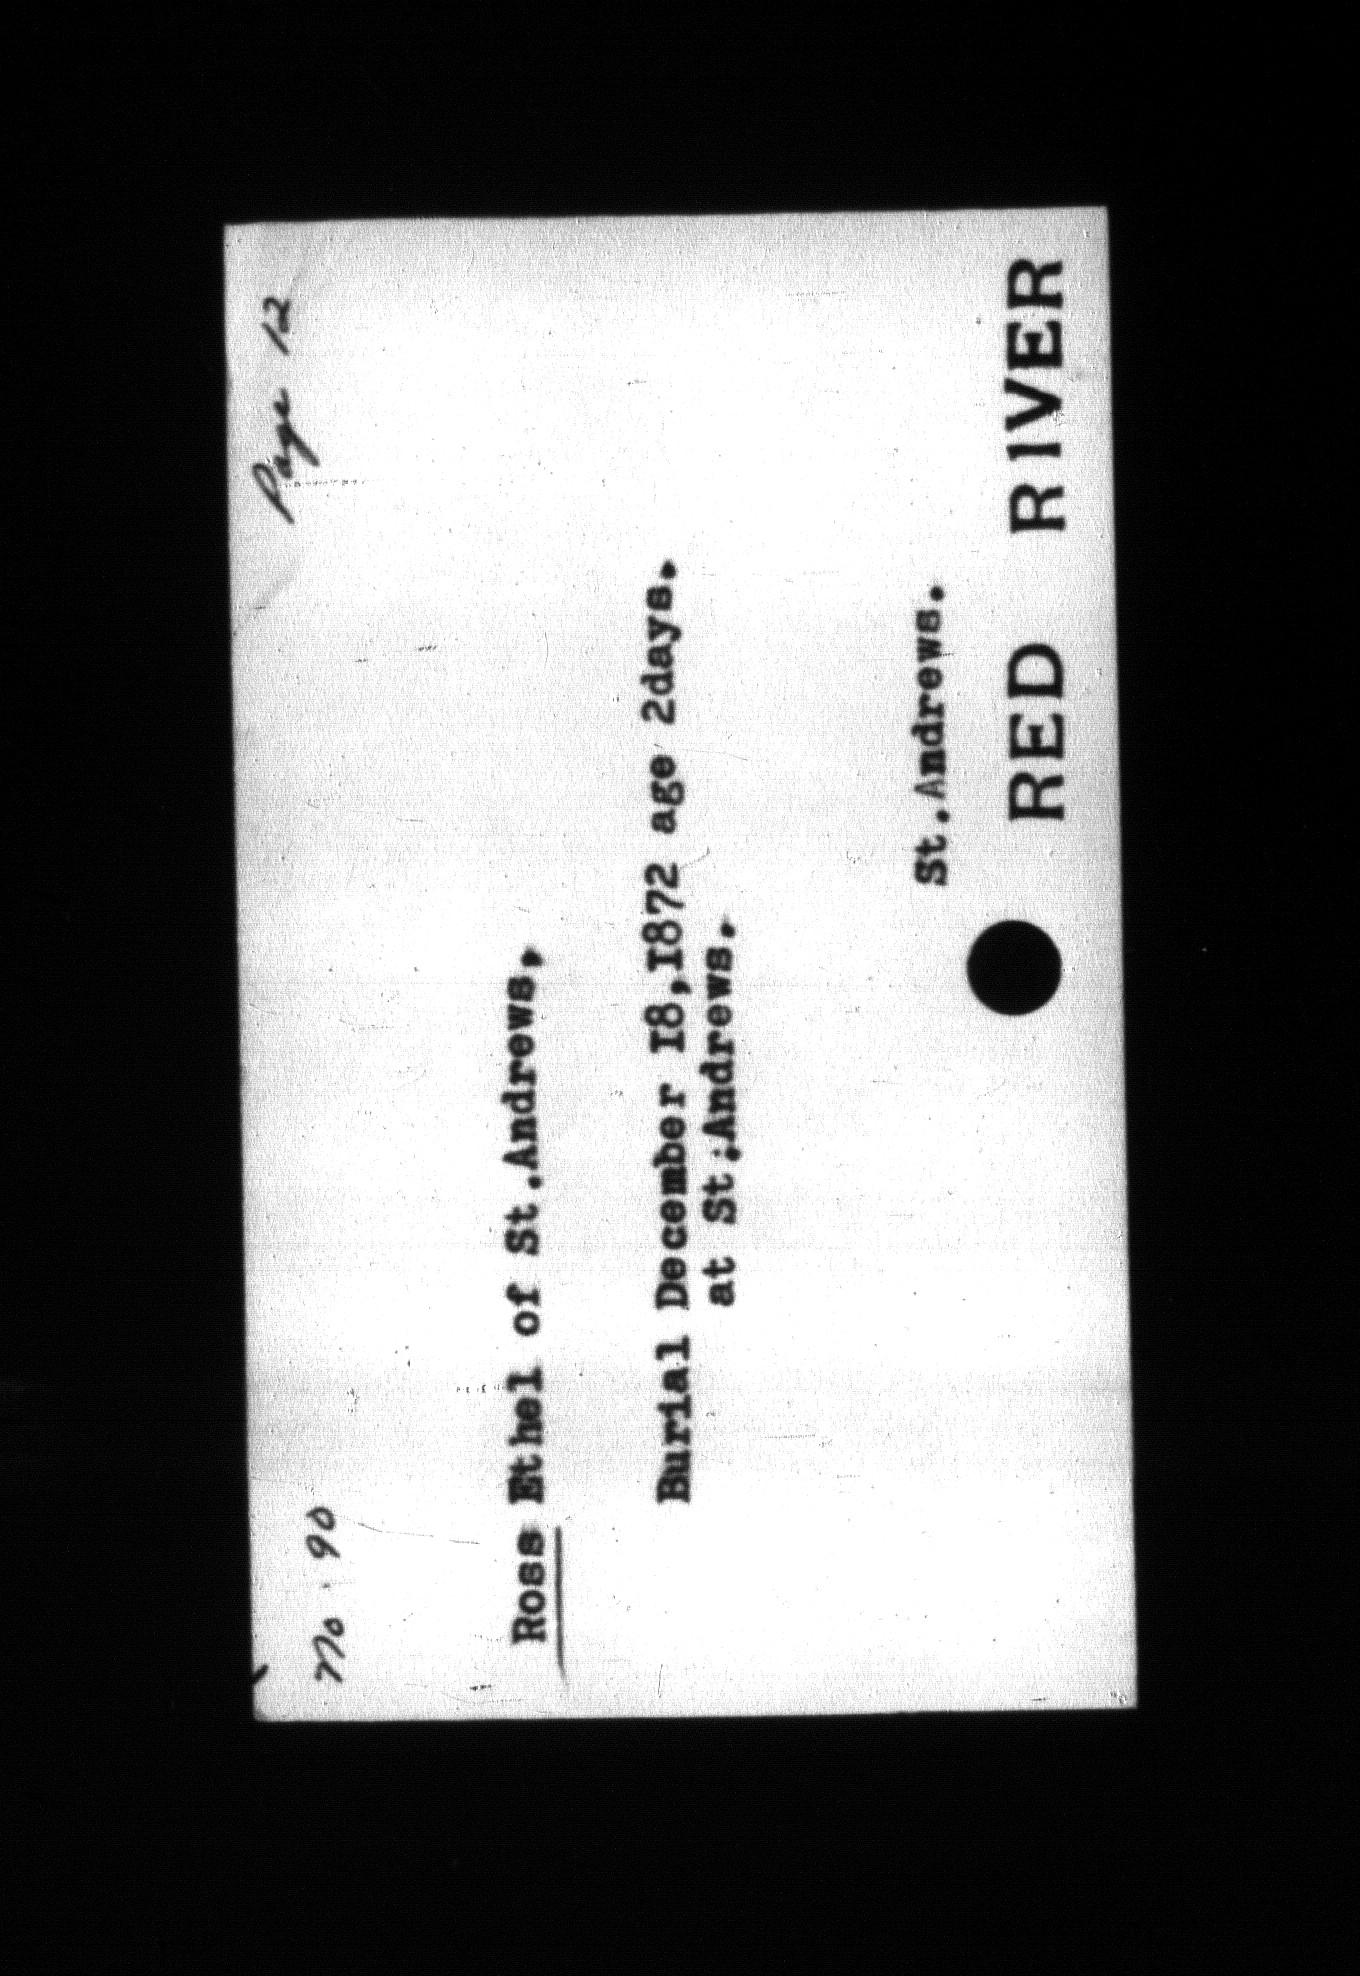 No. 90
Page 12
Ross Ethel of St.Andrews,
Burial December I8,I872 age 2days.
at St.Andrews.
St.Andrews.
RED RIVER